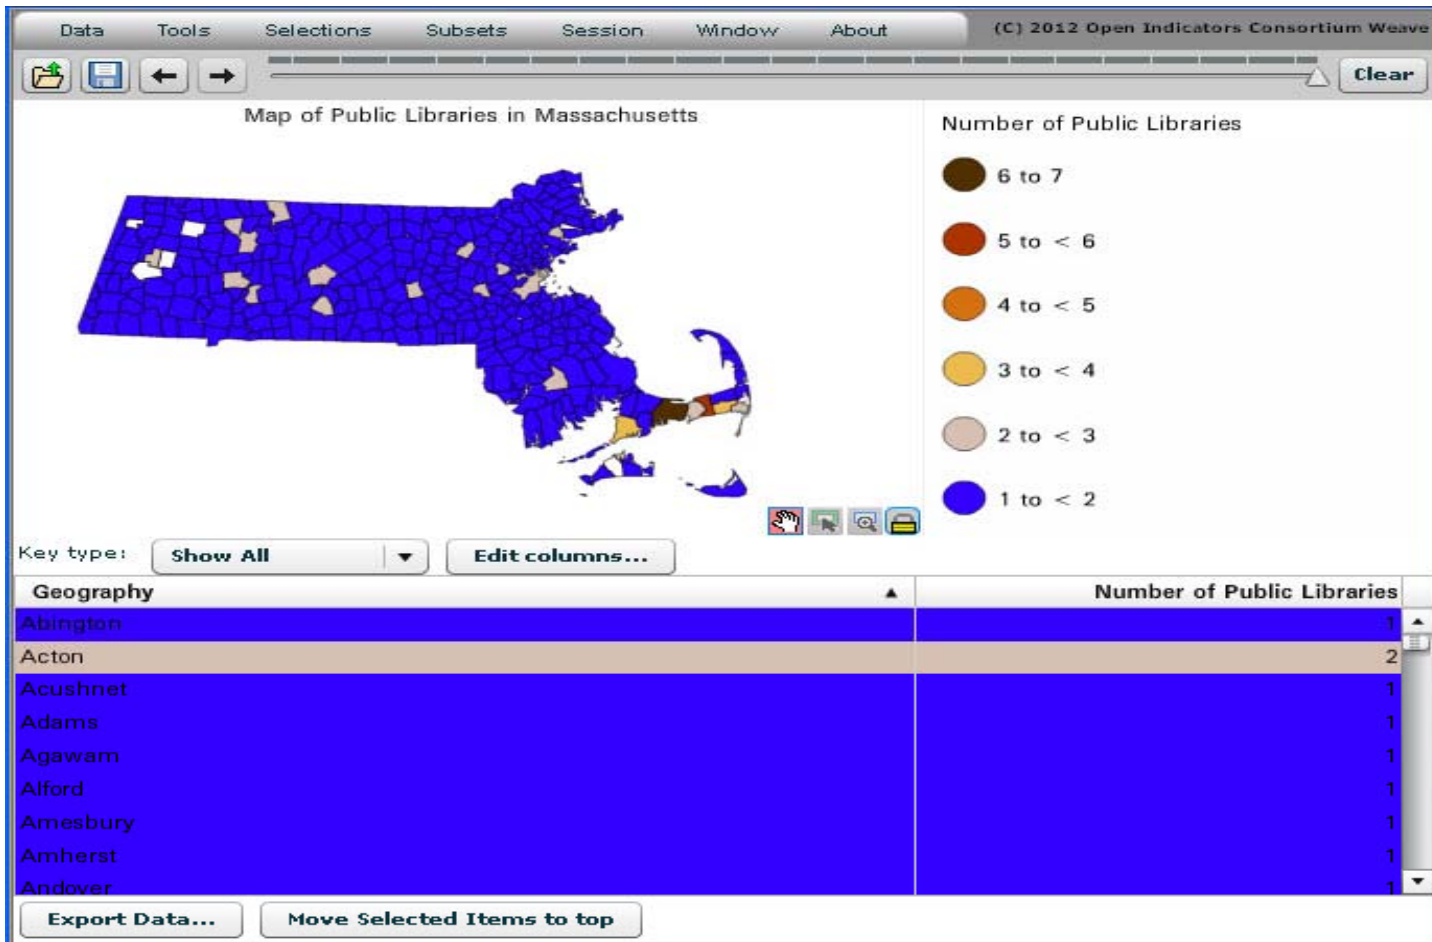 Data Tools Selections Subsets Session Window About (C) 2012 Open Indicators Consortium Weave
Clear
Map of Public Libraries in Massachusetts
Number of Public Libraries
6 to 7
5 to < 6
4 to < 5
3 to < 4
2 to < 3
1 to < 2
Key type: Show All Edit columns...
Geography Number of Public Libraries
Abington 1
Acton 2
Acushnet 1
Adams 1
Agawam 1
Alford 1
Amesbury 1
Amherst 1
Andover 1
Export Data... Move Selected Items to top